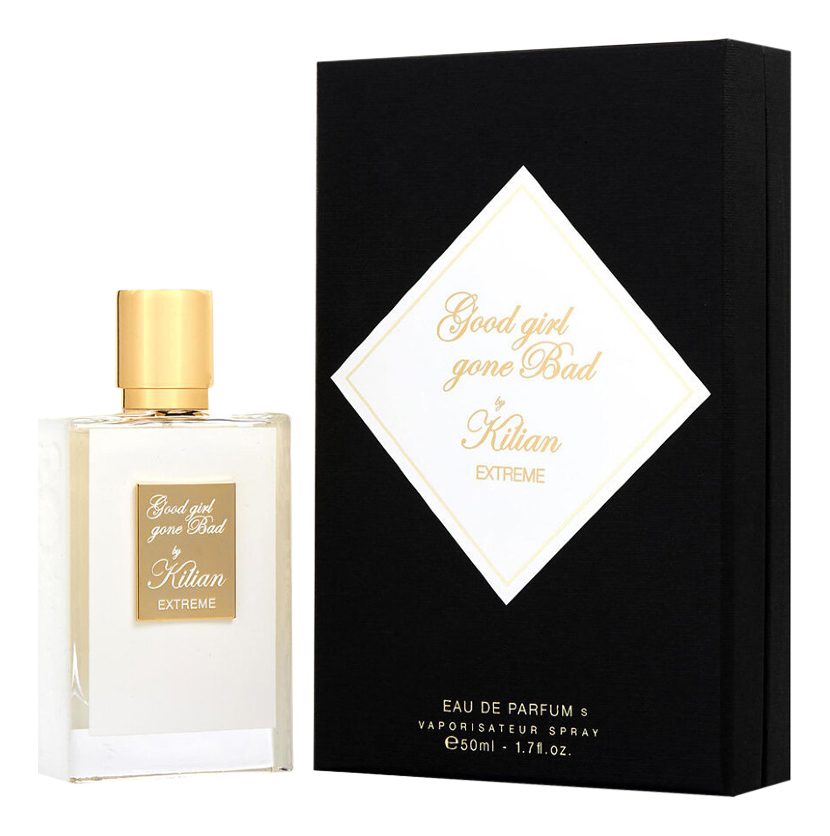 Good girl
gone Bad
by
Kilian
EXTREME
Good girl
gone Bad
by
Kilian
EXTREME
EAU DE PARFUM s
VAPORISATEUR SPRAY
℮50ml - 1.7fl.oz.